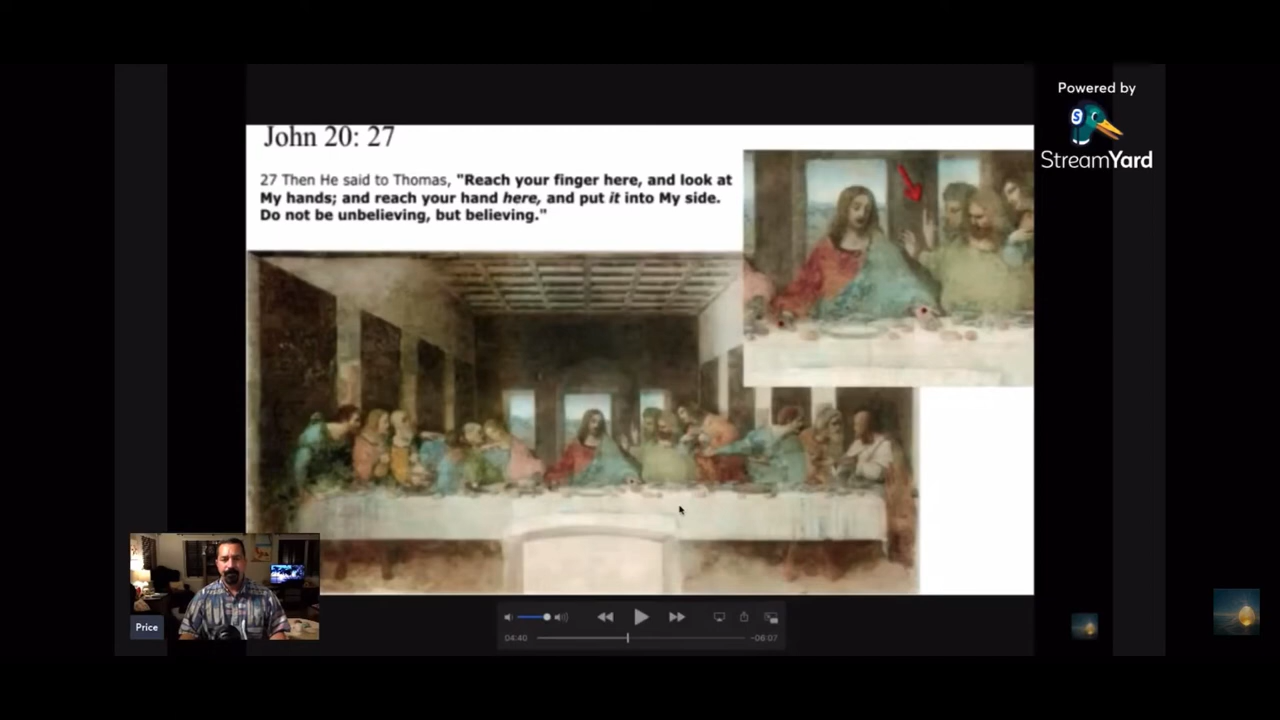 John 20: 27
27 Then He said to Thomas, "Reach your finger here, and look at
My hands; and reach your hand here, and put it into My side.
Do not be unbelieving, but believing."
Powered by
StreamYard
S
Price
04:40
-06:07